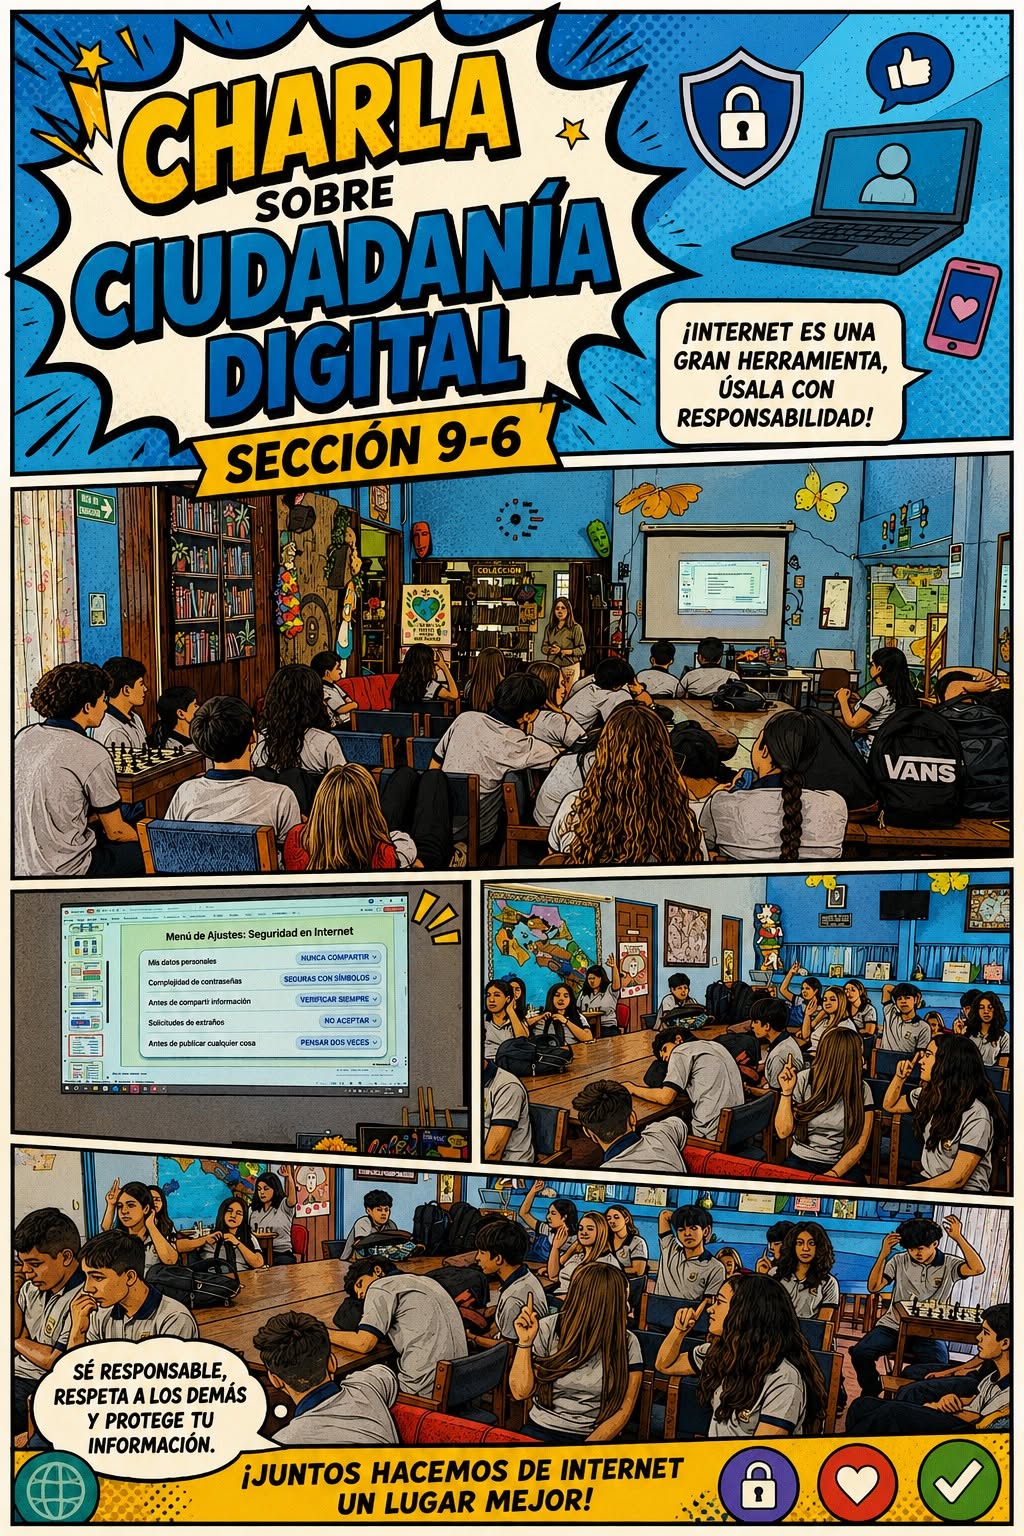 CHARLA
SOBRE
CIUDADANÍA
DIGITAL
SECCIÓN 9-6
¡INTERNET ES UNA
GRAN HERRAMIENTA,
ÚSALA CON
RESPONSABILIDAD!
COLECCION
VANS
Menú de Ajustes: Seguridad en Internet
Mis datos personales NUNCA COMPARTIR
Complejidad de contraseñas SEGURAS CON SÍMBOLOS
Antes de compartir información VERIFICAR SIEMPRE
Solicitudes de extraños NO ACEPTAR
Antes de publicar cualquier cosa PENSAR DOS VECES
SÉ RESPONSABLE,
RESPETA A LOS DEMÁS
Y PROTEGE TU
INFORMACIÓN.
¡JUNTOS HACEMOS DE INTERNET
UN LUGAR MEJOR!